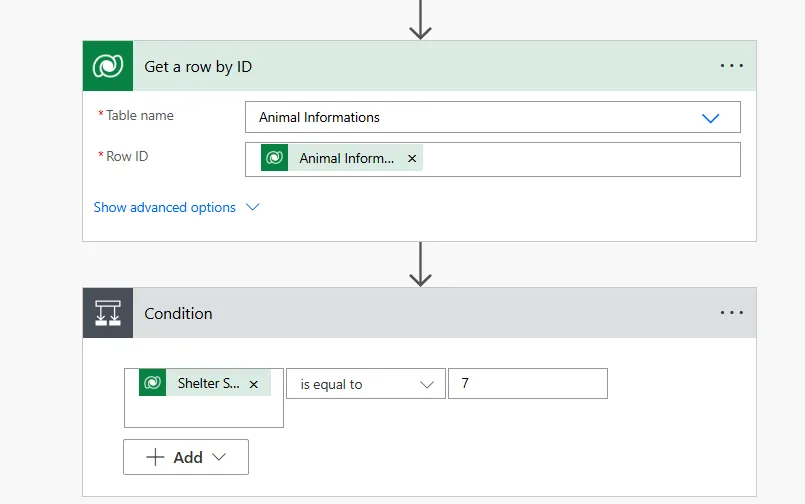 Get a row by ID
* Table name
Animal Informations
* Row ID
Animal Inform...
Show advanced options
Condition
Shelter S...
is equal to
7
Add